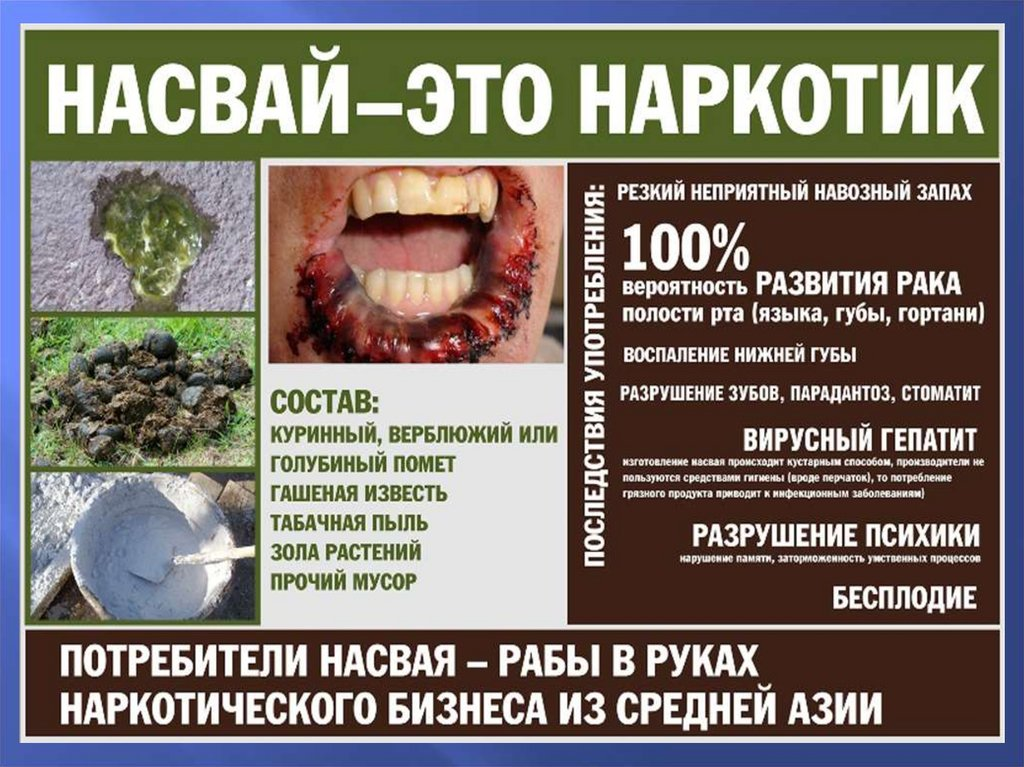 НАСВАЙ–ЭТО НАРКОТИК
СОСТАВ:
КУРИННЫЙ, ВЕРБЛЮЖИЙ ИЛИ
ГОЛУБИНЫЙ ПОМЕТ
ГАШЕНАЯ ИЗВЕСТЬ
ТАБАЧНАЯ ПЫЛЬ
ЗОЛА РАСТЕНИЙ
ПРОЧИЙ МУСОР
ПОСЛЕДСТВИЯ УПОТРЕБЛЕНИЯ:
РЕЗКИЙ НЕПРИЯТНЫЙ НАВОЗНЫЙ ЗАПАХ
100%
вероятность РАЗВИТИЯ РАКА
полости рта (языка, губы, гортани)
ВОСПАЛЕНИЕ НИЖНЕЙ ГУБЫ
РАЗРУШЕНИЕ ЗУБОВ, ПАРАДАНТОЗ, СТОМАТИТ
ВИРУСНЫЙ ГЕПАТИТ
изготовление насвая происходит кустарным способом, производители не
пользуются средствами гигиены (вроде перчаток), то потребление
грязного продукта приводит к инфекционным заболеваниям)
РАЗРУШЕНИЕ ПСИХИКИ
нарушение памяти, заторможенность умственных процессов
БЕСПЛОДИЕ
ПОТРЕБИТЕЛИ НАСВАЯ – РАБЫ В РУКАХ
НАРКОТИЧЕСКОГО БИЗНЕСА ИЗ СРЕДНЕЙ АЗИИ